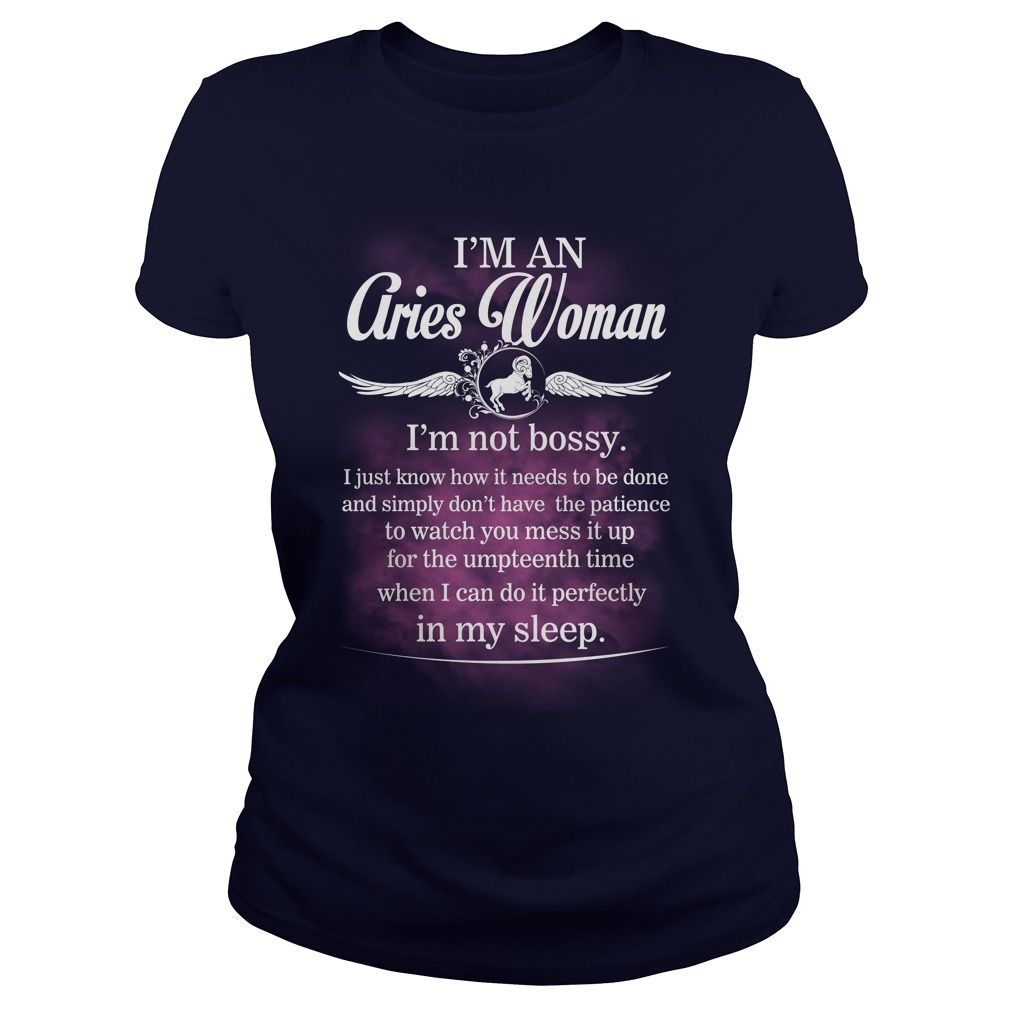 I'M AN
Aries Woman
I'm not bossy.
I just know how it needs to be done
and simply don't have the patience
to watch you mess it up
for the umpteenth time
when I can do it perfectly
in my sleep.